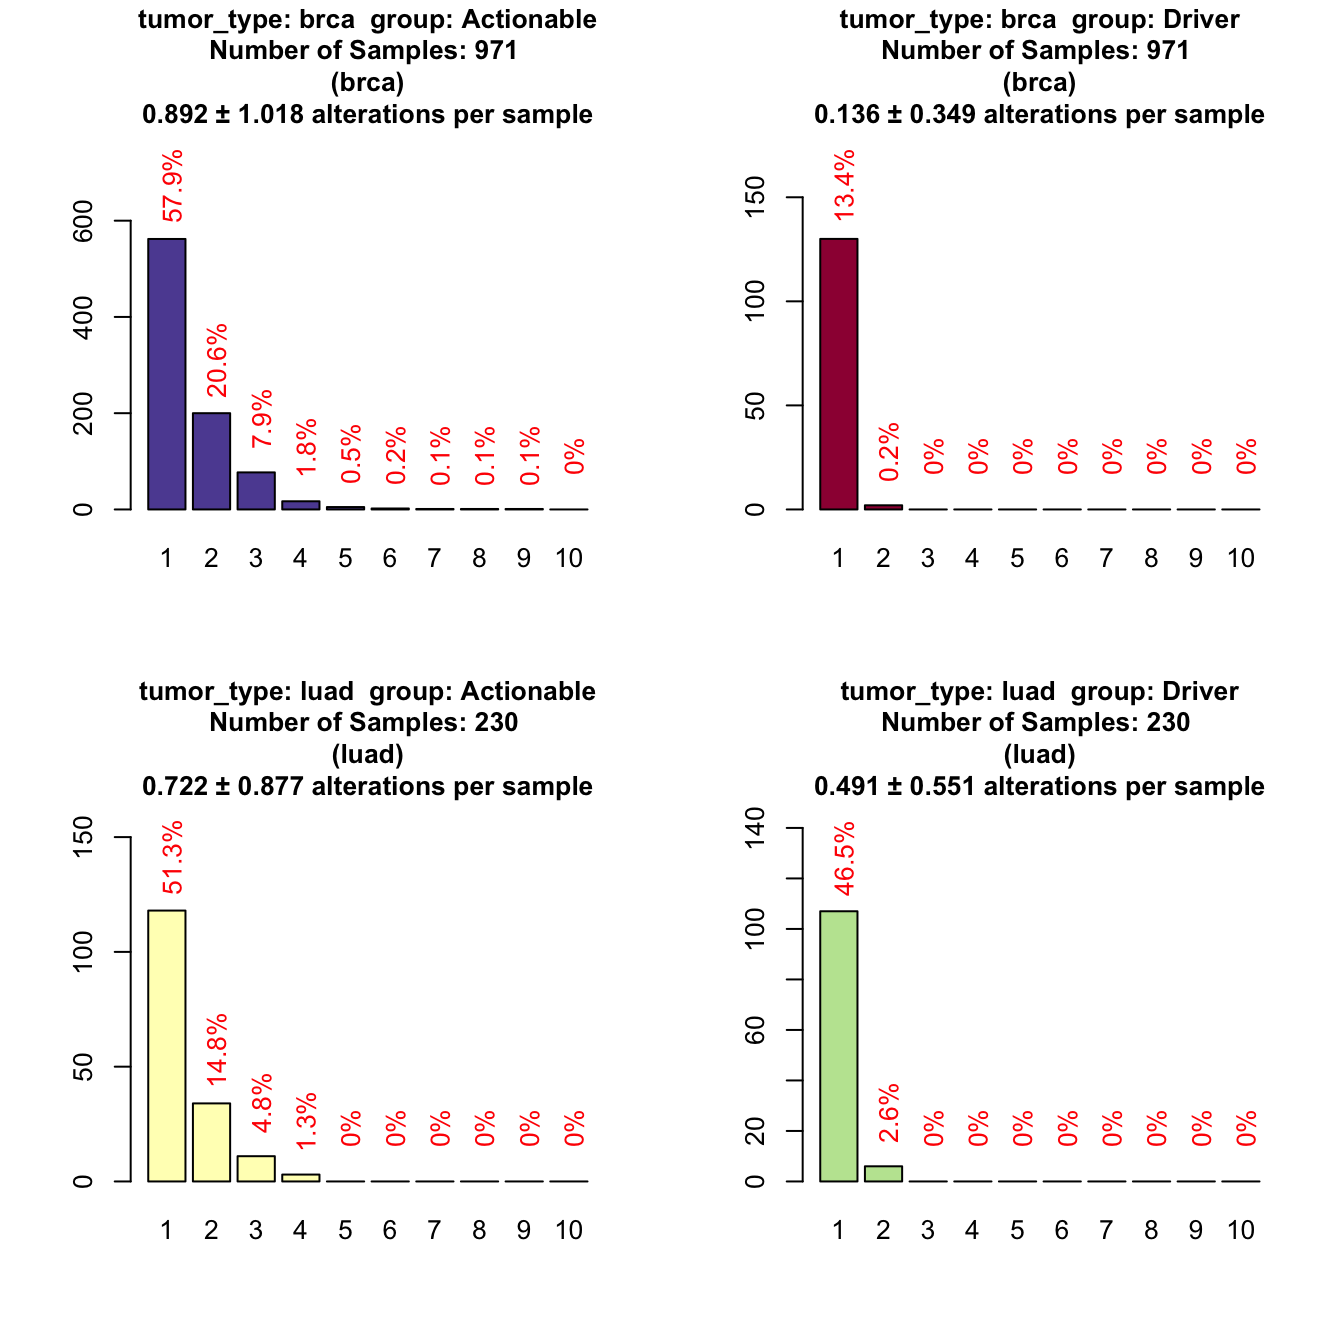 tumor_type: brca  group: Actionable
Number of Samples: 971
(brca)
0.892 ± 1.018 alterations per sample
0 200 400 600
57.9% 20.6% 7.9% 1.8% 0.5% 0.2% 0.1% 0.1% 0.1% 0%
1 2 3 4 5 6 7 8 9 10
tumor_type: brca  group: Driver
Number of Samples: 971
(brca)
0.136 ± 0.349 alterations per sample
0 50 100 150
13.4% 0.2% 0% 0% 0% 0% 0% 0% 0% 0%
1 2 3 4 5 6 7 8 9 10
tumor_type: luad  group: Actionable
Number of Samples: 230
(luad)
0.722 ± 0.877 alterations per sample
0 50 100 150
51.3% 14.8% 4.8% 1.3% 0% 0% 0% 0% 0% 0%
1 2 3 4 5 6 7 8 9 10
tumor_type: luad  group: Driver
Number of Samples: 230
(luad)
0.491 ± 0.551 alterations per sample
0 20 60 100 140
46.5% 2.6% 0% 0% 0% 0% 0% 0% 0% 0%
1 2 3 4 5 6 7 8 9 10